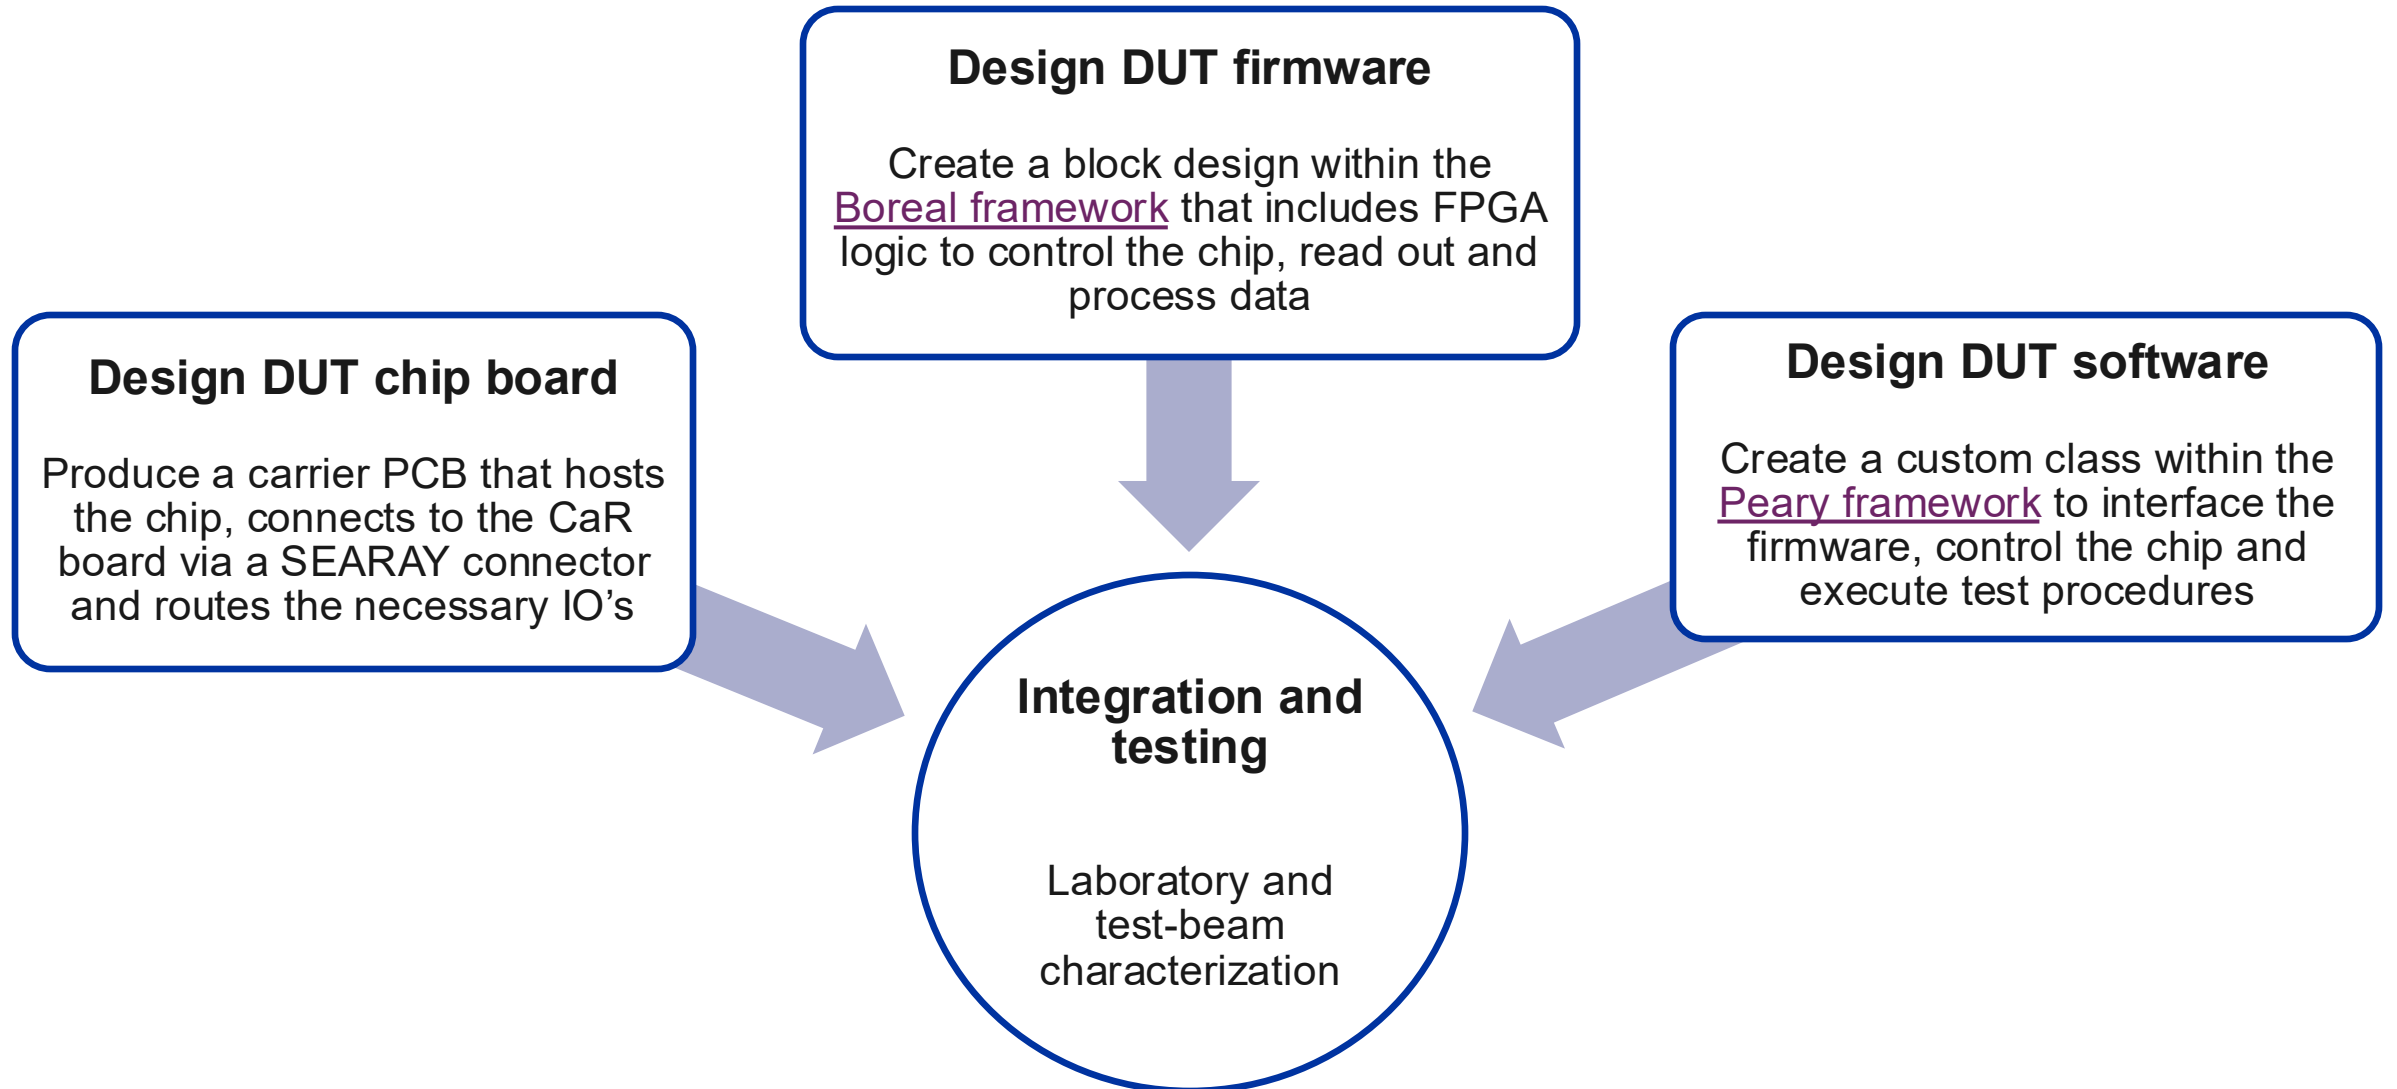 Design DUT firmware
Create a block design within the
Boreal framework that includes FPGA
logic to control the chip, read out and
process data
Design DUT chip board
Produce a carrier PCB that hosts
the chip, connects to the CaR
board via a SEARAY connector
and routes the necessary IO’s
Design DUT software
Create a custom class within the
Peary framework to interface the
firmware, control the chip and
execute test procedures
Integration and
testing
Laboratory and
test-beam
characterization